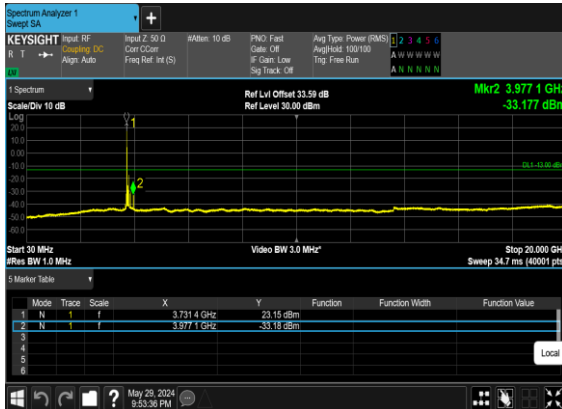 Spectrum Analyzer 1
Swept SA
KEYSIGHT
R T
LXI
Input: RF
Coupling: DC
Align: Auto
Input Z: 50 Ω
Corr CCorr
Freq Ref: Int (S)
#Atten: 10 dB
PNO: Fast
Gate: Off
IF Gain: Low
Sig Track: Off
Avg Type: Power (RMS)
Avg|Hold: 100/100
Trig: Free Run
1 2 3 4 5 6
A W W W W W
A N N N N N
1 Spectrum
Scale/Div 10 dB
Ref Lvl Offset 33.59 dB
Ref Level 30.00 dBm
Mkr2 3.977 1 GHz
-33.177 dBm
Log
20.0
10.0
0.00
-10.0
-20.0
-30.0
-40.0
-50.0
-60.0
1
2
DL1 -13.00 dBm
Start 30 MHz
#Res BW 1.0 MHz
Video BW 3.0 MHz*
Stop 20.000 GHz
Sweep 34.7 ms (40001 pts)
5 Marker Table
Mode Trace Scale X Y Function Function Width Function Value
1 N 1 f 3.731 4 GHz 23.15 dBm
2 N 1 f 3.977 1 GHz -33.18 dBm
3
4
5
6
Local
?
May 29, 2024
9:53:36 PM